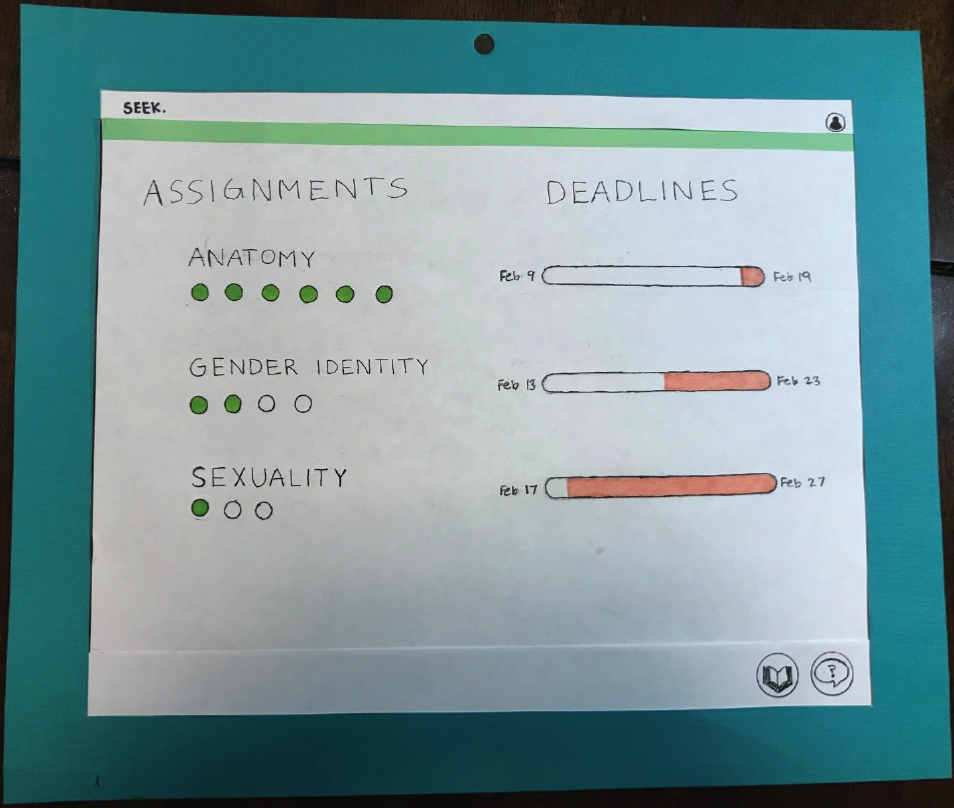 SEEK.
ASSIGNMENTS
DEADLINES
ANATOMY
Feb 9
Feb 19
GENDER IDENTITY
Feb 13
Feb 23
SEXUALITY
Feb 17
Feb 27
?